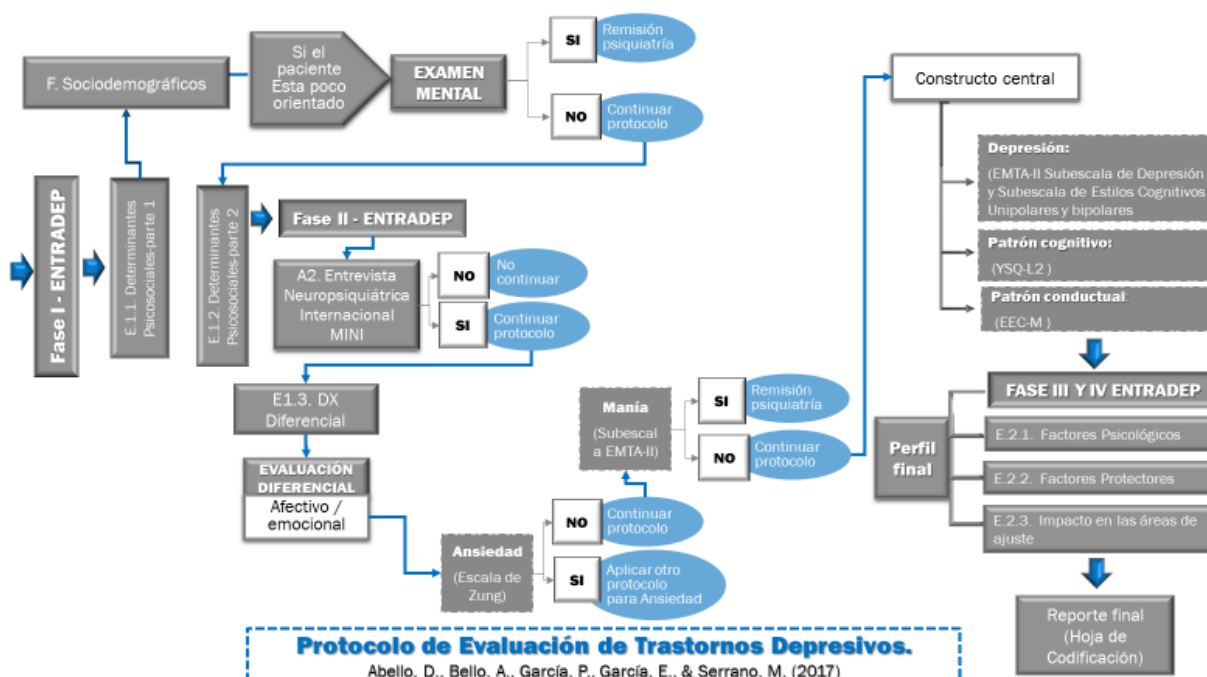 Fase I - ENTRADEP
E.1.1. Determinantes
Psicosociales-parte 1
F. Sociodemográficos
Si el
paciente
Esta poco
orientado
EXAMEN
MENTAL
SI
Remisión
psiquiatría
NO
Continuar
protocolo
E.1.2. Determinantes
Psicosociales-parte 2
Fase II - ENTRADEP
A2. Entrevista
Neuropsiquiátrica
Internacional
MINI
NO
No
continuar
SI
Continuar
protocolo
E1.3. DX
Diferencial
EVALUACIÓN
DIFERENCIAL
Afectivo /
emocional
Ansiedad
(Escala de
Zung)
NO
Continuar
protocolo
SI
Aplicar otro
protocolo
para Ansiedad
Manía
(Subescal
a EMTA-II)
SI
Remisión
psiquiatría
NO
Continuar
protocolo
Constructo central
Depresión:
(EMTA-II Subescala de Depresión
y Subescala de Estilos Cognitivos
Unipolares y bipolares
Patrón cognitivo:
(YSQ-L2 )
Patrón conductual:
(EEC-M )
FASE III Y IV ENTRADEP
Perfil
final
E.2.1. Factores Psicológicos
E.2.2. Factores Protectores
E.2.3. Impacto en las áreas de
ajuste
Reporte final
(Hoja de
Codificación)
Protocolo de Evaluación de Trastornos Depresivos.
Abello, D., Bello, A., García, P., García, E., & Serrano, M. (2017)